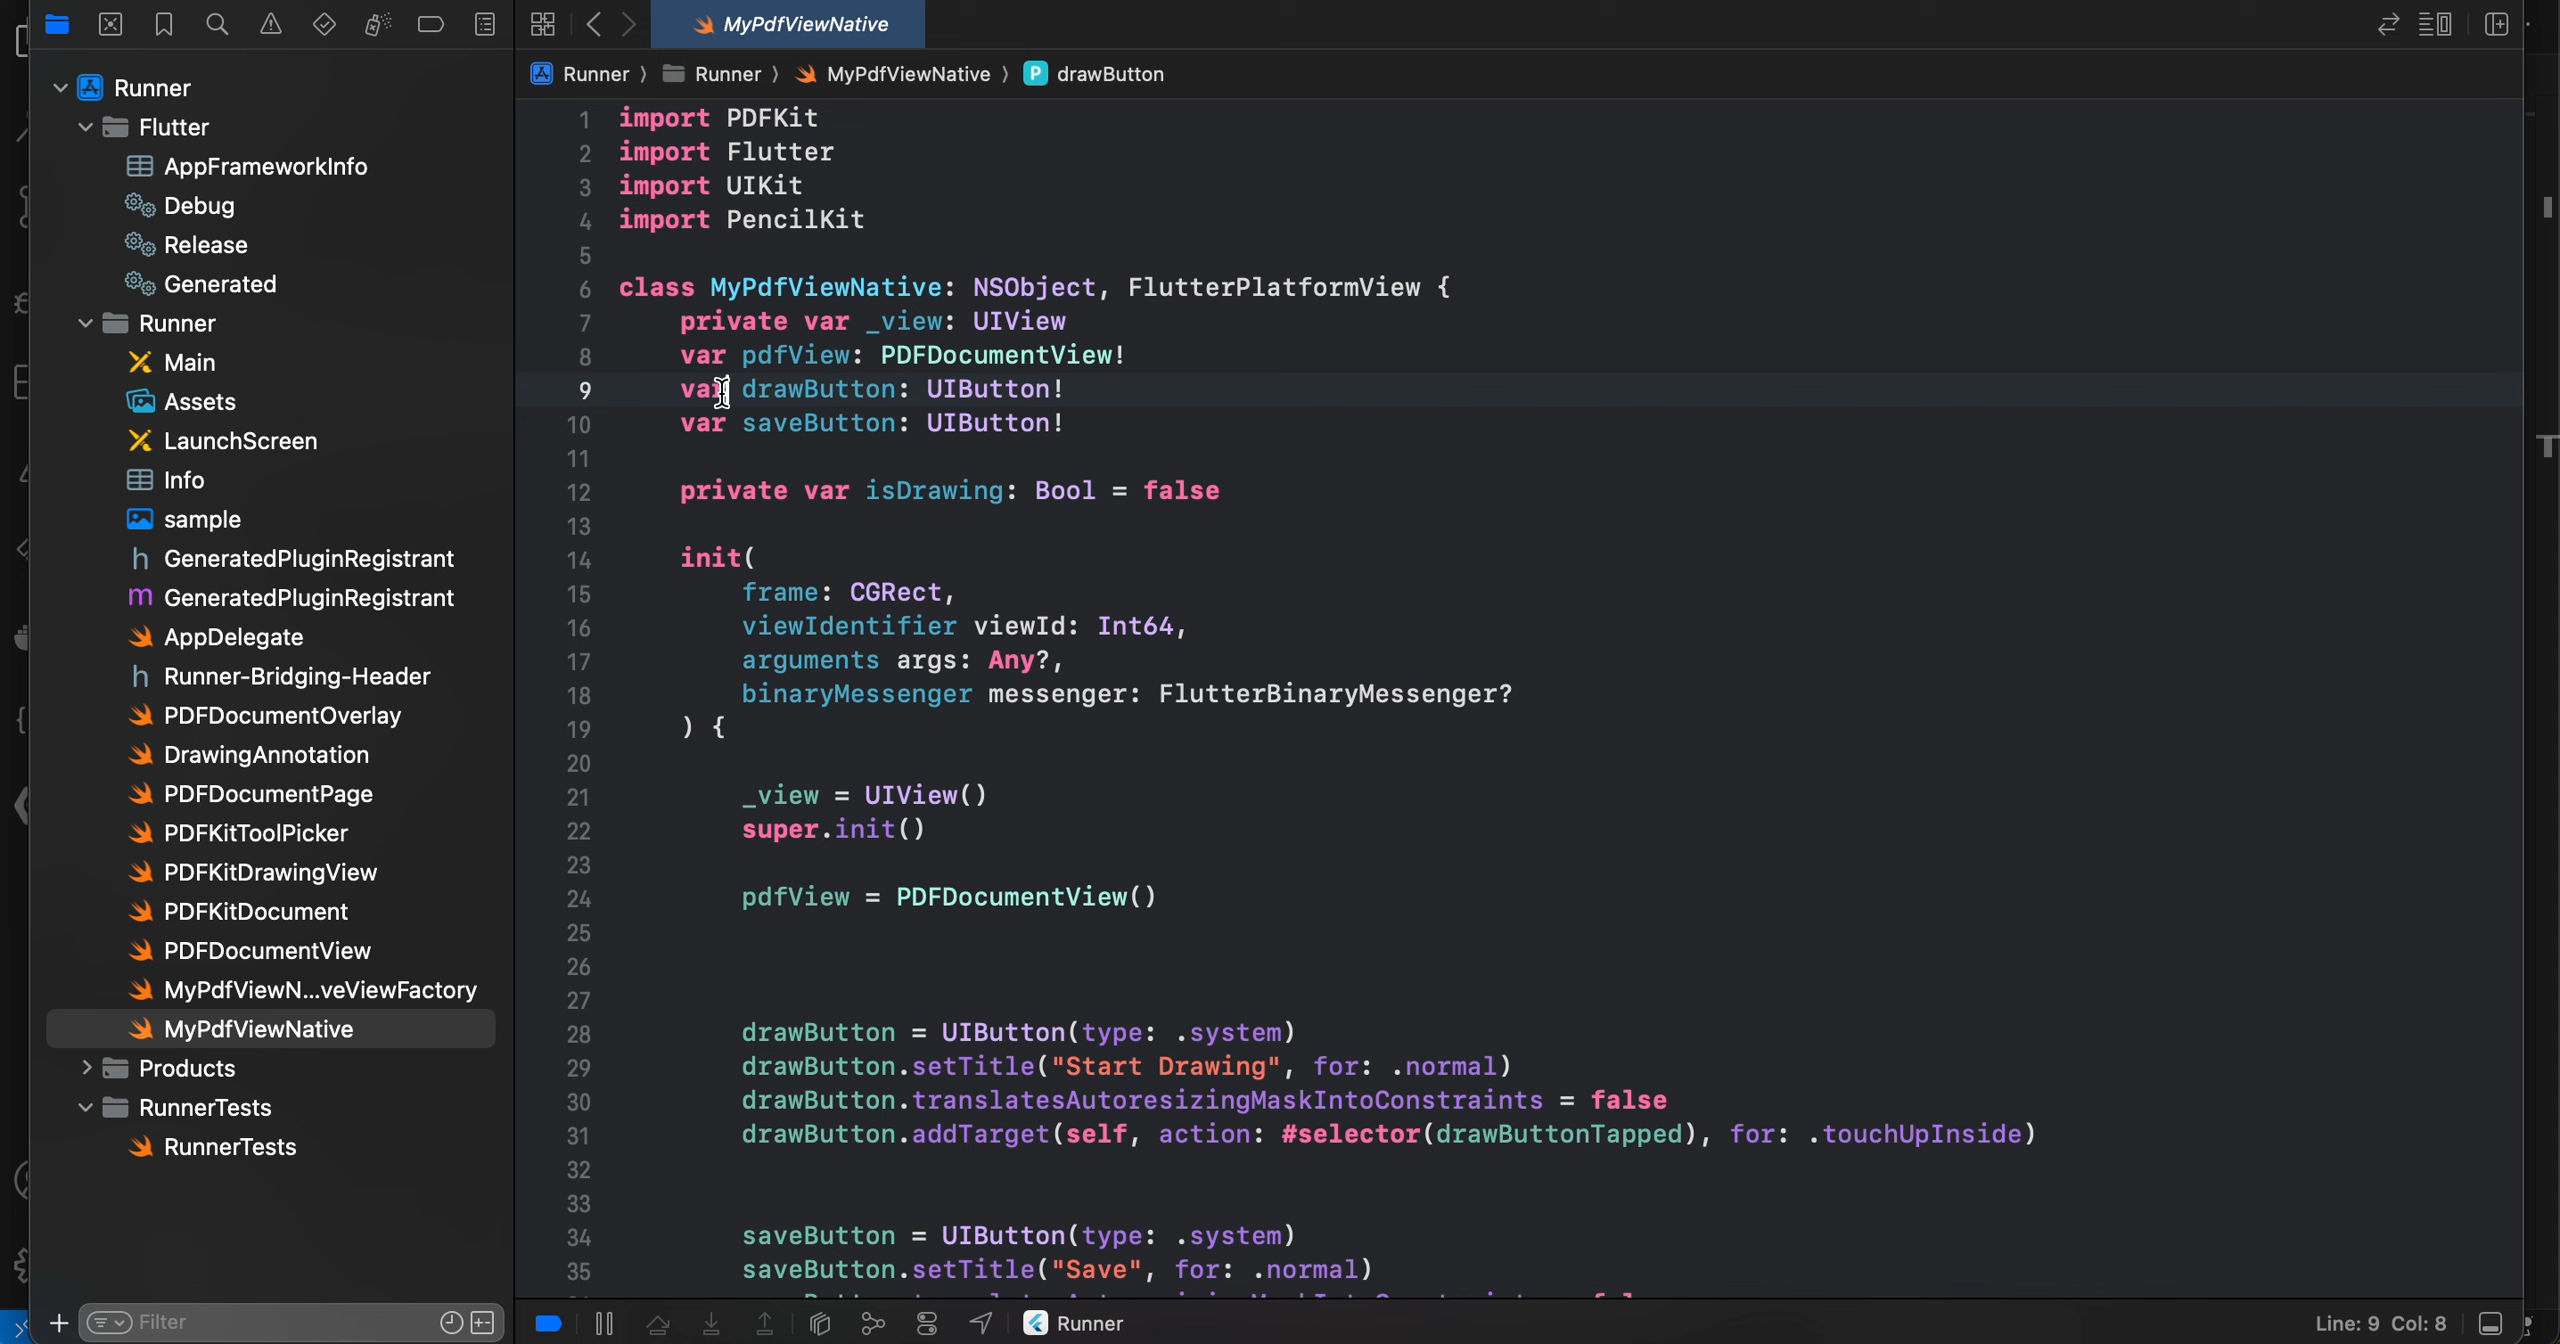 MyPdfViewNative
Runner
Flutter
AppFrameworkInfo
Debug
Release
Generated
Runner
Main
Assets
LaunchScreen
Info
sample
h GeneratedPluginRegistrant
m GeneratedPluginRegistrant
AppDelegate
h Runner-Bridging-Header
PDFDocumentOverlay
DrawingAnnotation
PDFDocumentPage
PDFKitToolPicker
PDFKitDrawingView
PDFKitDocument
PDFDocumentView
MyPdfViewN...veViewFactory
MyPdfViewNative
Products
RunnerTests
RunnerTests
Filter
Runner 〉 Runner 〉 MyPdfViewNative 〉 P drawButton
1 import PDFKit
2 import Flutter
3 import UIKit
4 import PencilKit
5
6 class MyPdfViewNative: NSObject, FlutterPlatformView {
7 private var _view: UIView
8 var pdfView: PDFDocumentView!
9 var drawButton: UIButton!
10 var saveButton: UIButton!
11
12 private var isDrawing: Bool = false
13
14 init(
15 frame: CGRect,
16 viewIdentifier viewId: Int64,
17 arguments args: Any?,
18 binaryMessenger messenger: FlutterBinaryMessenger?
19 ) {
20
21 _view = UIView()
22 super.init()
23
24 pdfView = PDFDocumentView()
25
26
27
28 drawButton = UIButton(type: .system)
29 drawButton.setTitle("Start Drawing", for: .normal)
30 drawButton.translatesAutoresizingMaskIntoConstraints = false
31 drawButton.addTarget(self, action: #selector(drawButtonTapped), for: .touchUpInside)
32
33
34 saveButton = UIButton(type: .system)
35 saveButton.setTitle("Save", for: .normal)
Runner
Line: 9 Col: 8